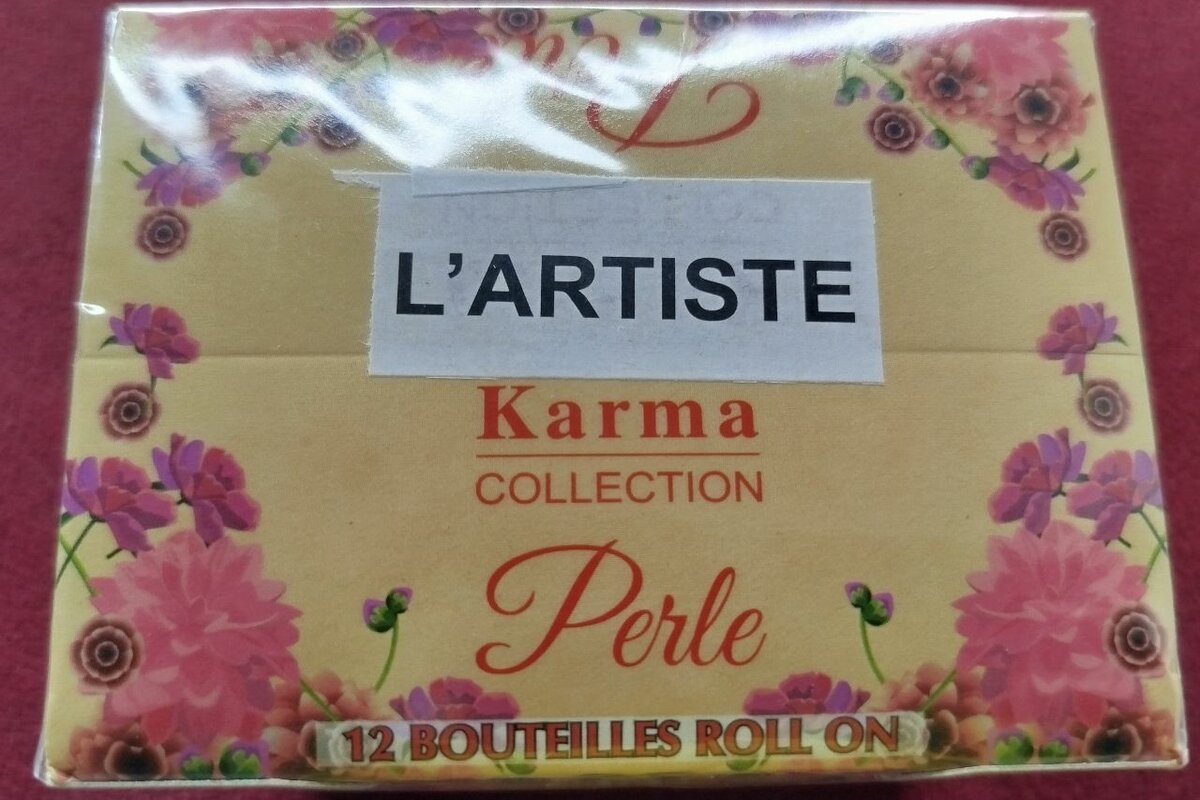 L'ARTISTE
Karma
COLLECTION
Perle
12 BOUTEILLES ROLL ON